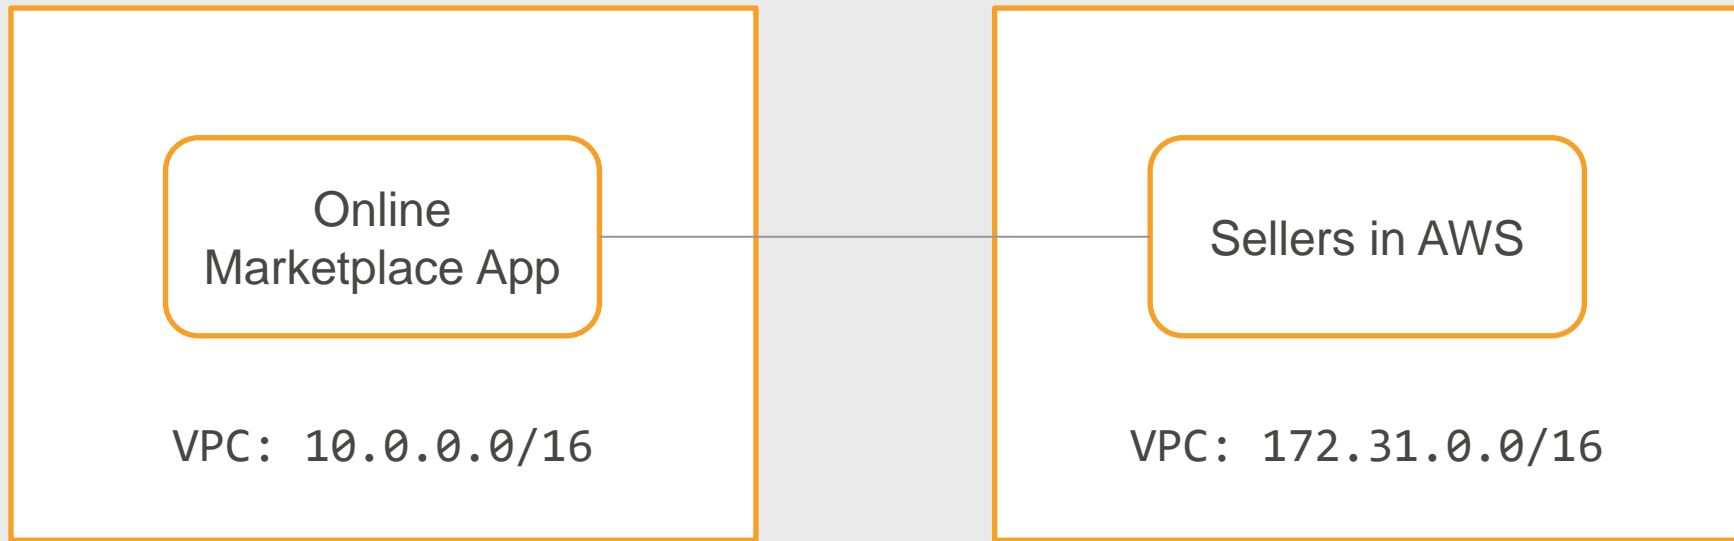 Online
Marketplace App
Sellers in AWS
VPC: 10.0.0.0/16
VPC: 172.31.0.0/16